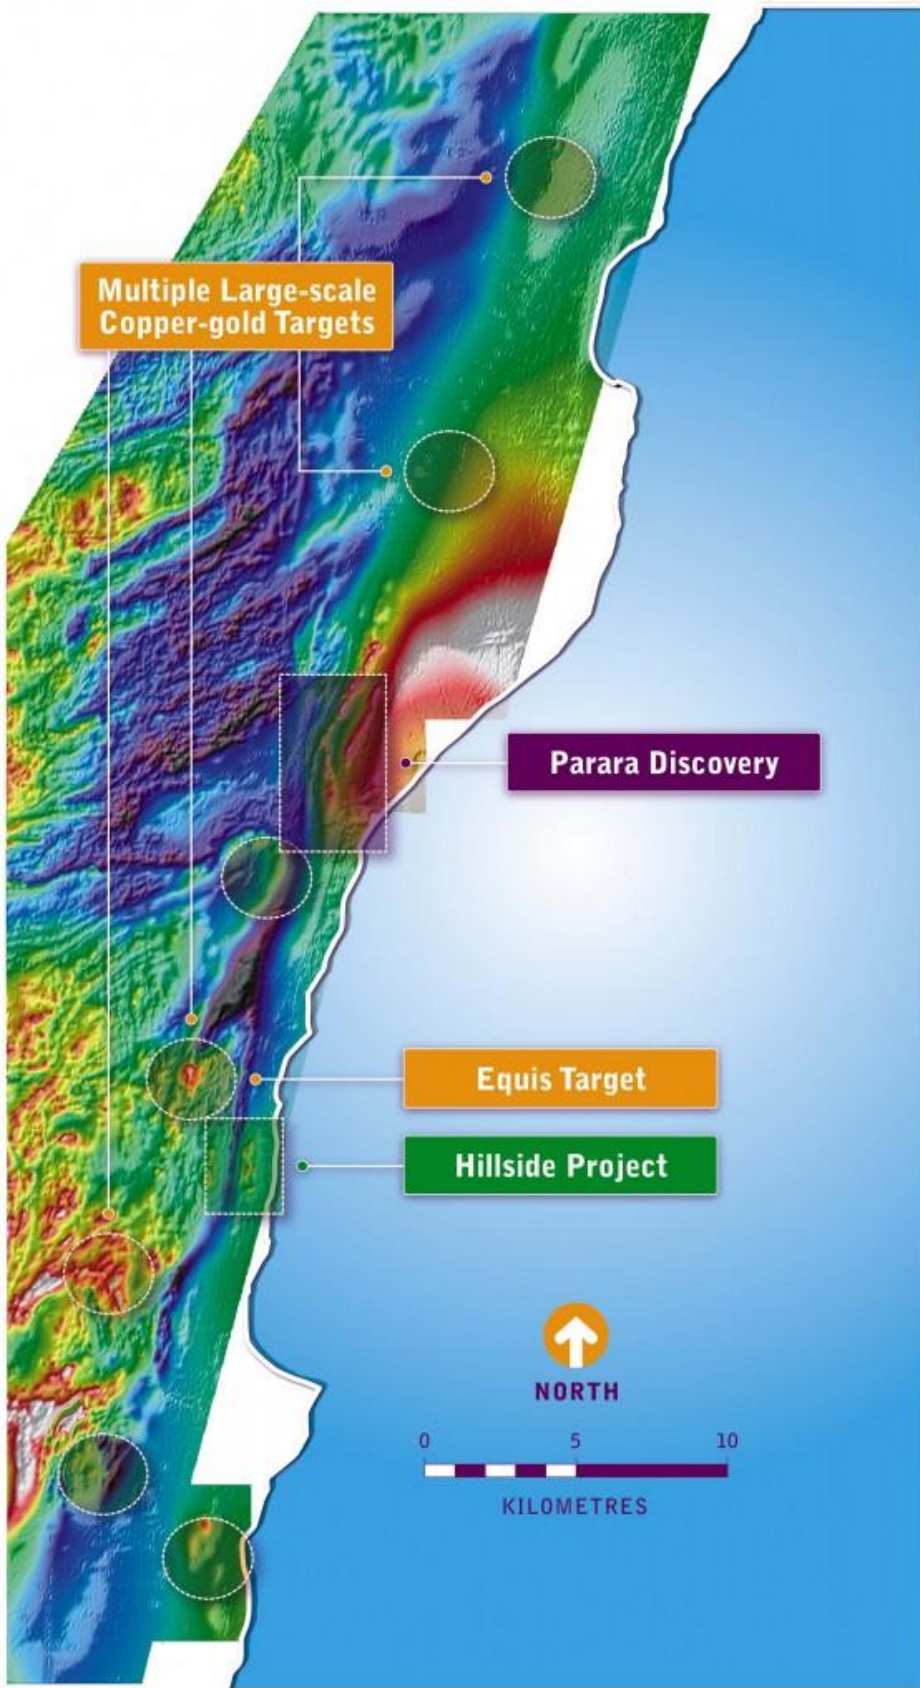 Multiple Large-scale
Copper-gold Targets
Parara Discovery
Equis Target
Hillside Project
NORTH
0 5 10
KILOMETRES